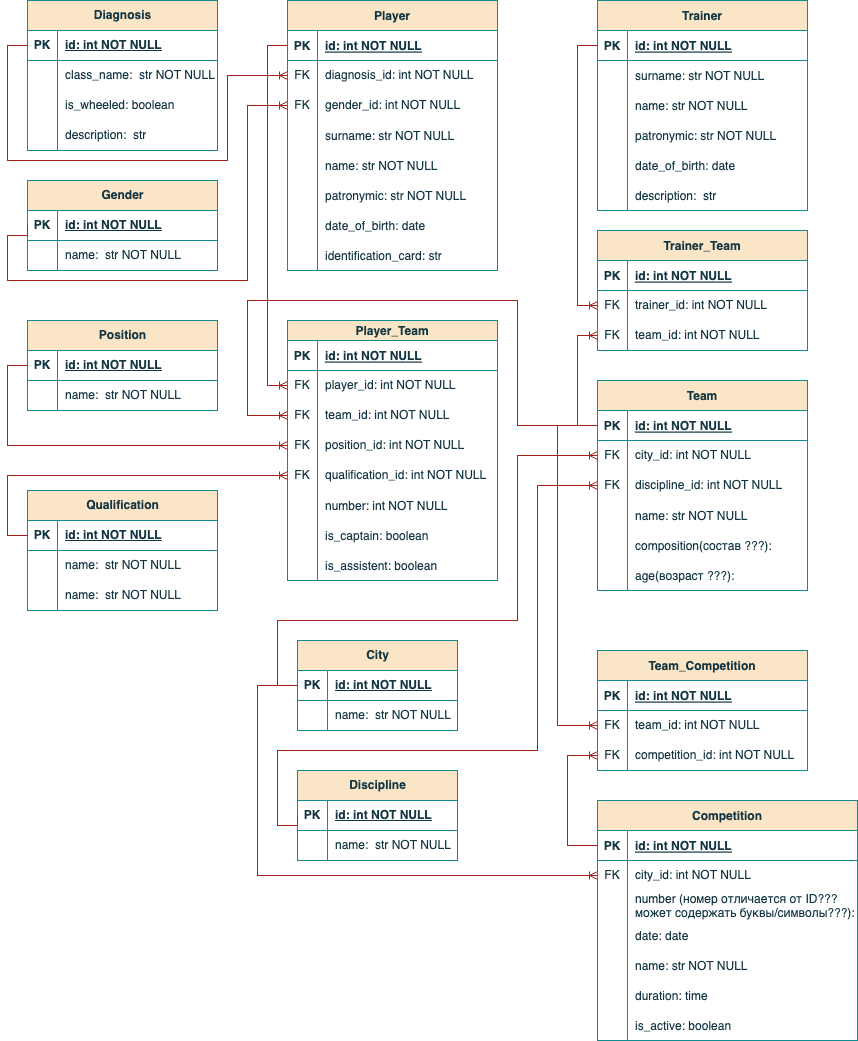 Diagnosis
PK id: int NOT NULL
class_name: str NOT NULL
is_wheeled: boolean
description: str
Gender
PK id: int NOT NULL
name: str NOT NULL
Position
PK id: int NOT NULL
name: str NOT NULL
Qualification
PK id: int NOT NULL
name: str NOT NULL
name: str NOT NULL
Player
PK id: int NOT NULL
FK diagnosis_id: int NOT NULL
FK gender_id: int NOT NULL
surname: str NOT NULL
name: str NOT NULL
patronymic: str NOT NULL
date_of_birth: date
identification_card: str
Player_Team
PK id: int NOT NULL
FK player_id: int NOT NULL
FK team_id: int NOT NULL
FK position_id: int NOT NULL
FK qualification_id: int NOT NULL
number: int NOT NULL
is_captain: boolean
is_assistent: boolean
City
PK id: int NOT NULL
name: str NOT NULL
Discipline
PK id: int NOT NULL
name: str NOT NULL
Trainer
PK id: int NOT NULL
surname: str NOT NULL
name: str NOT NULL
patronymic: str NOT NULL
date_of_birth: date
description: str
Trainer_Team
PK id: int NOT NULL
FK trainer_id: int NOT NULL
FK team_id: int NOT NULL
Team
PK id: int NOT NULL
FK city_id: int NOT NULL
FK discipline_id: int NOT NULL
name: str NOT NULL
composition(состав ???):
age(возраст ???):
Team_Competition
PK id: int NOT NULL
FK team_id: int NOT NULL
FK competition_id: int NOT NULL
Competition
PK id: int NOT NULL
FK city_id: int NOT NULL
number (номер отличается от ID???
может содержать буквы/символы???):
date: date
name: str NOT NULL
duration: time
is_active: boolean